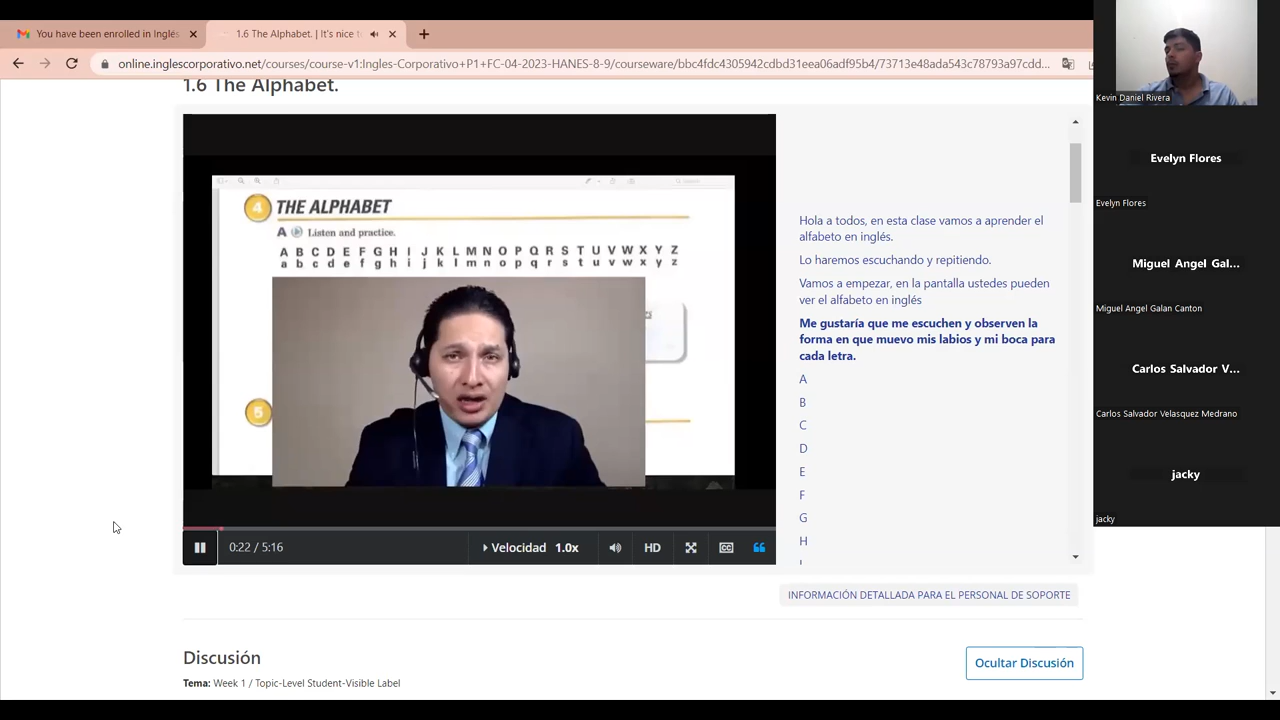 You have been enrolled in Inglés
1.6 The Alphabet. | It's nice t
online.inglescorporativo.net/courses/course-v1:Ingles-Corporativo+P1+FC-04-2023-HANES-8-9/courseware/bbc4fdc4305942cdbd31eea06adf95b4/73713e48ada543c78793a97cdd...
1.6 The Alphabet.
4 THE ALPHABET
A Listen and practice.
A B C D E F G H I J K L M N O P Q R S T U V W X Y Z
a b c d e f g h i j k l m n o p q r s t u v w x y z
5
Hola a todos, en esta clase vamos a aprender el
alfabeto en inglés.
Lo haremos escuchando y repitiendo.
Vamos a empezar, en la pantalla ustedes pueden
ver el alfabeto en inglés
Me gustaría que me escuchen y observen la
forma en que muevo mis labios y mi boca para
cada letra.
A
B
C
D
E
F
G
H
0:22 / 5:16
Velocidad 1.0x
HD
INFORMACIÓN DETALLADA PARA EL PERSONAL DE SOPORTE
Discusión
Ocultar Discusión
Tema: Week 1 / Topic-Level Student-Visible Label
Kevin Daniel Rivera
Evelyn Flores
Evelyn Flores
Miguel Angel Gal...
Miguel Angel Galan Canton
Carlos Salvador V...
Carlos Salvador Velasquez Medrano
jacky
jacky